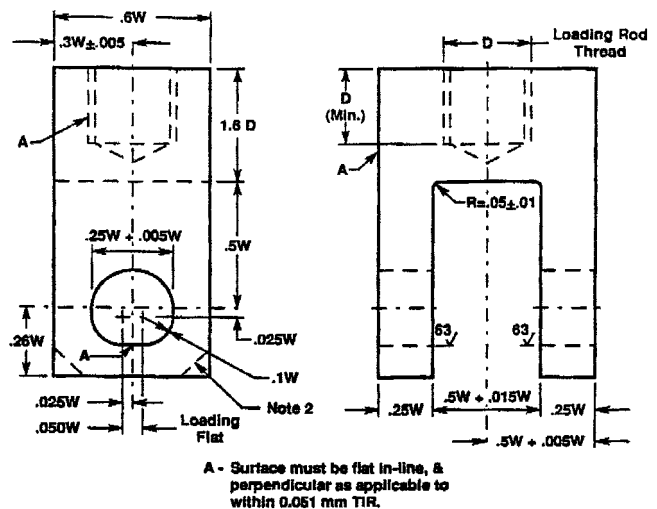 .6W
.3W±.005
D
Loading Rod
Thread
A
1.6 D
D
(Min.)
A
R=.05±.01
.25W + .005W
.5W
.26W
A
.025W
63
63
.1W
.025W
Note 2
.050W
Loading
Flat
.25W
.5W + .015W
.25W
.5W + .005W
A - Surface must be flat in-line, &
perpendicular as applicable to
within 0.051 mm TIR.